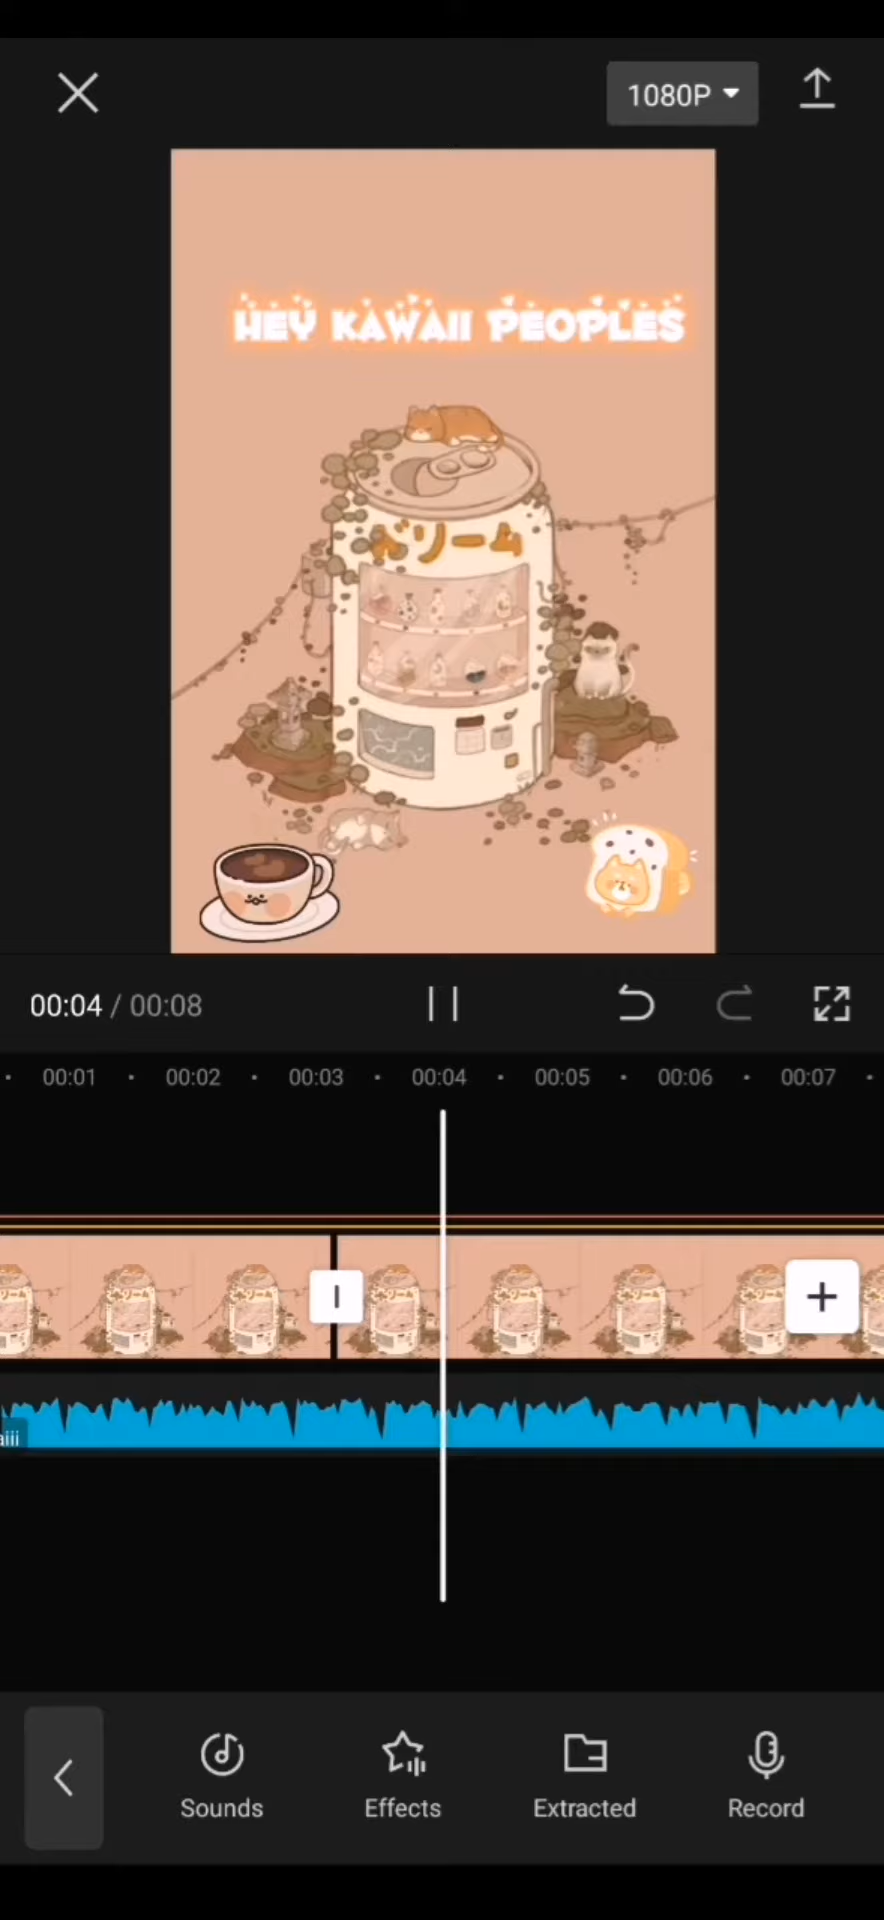 1080P
HEY KAWAII PEOPLES
ドリーム
00:04 / 00:08
00:01 00:02 00:03 00:04 00:05 00:06 00:07
aiii
Sounds Effects Extracted Record